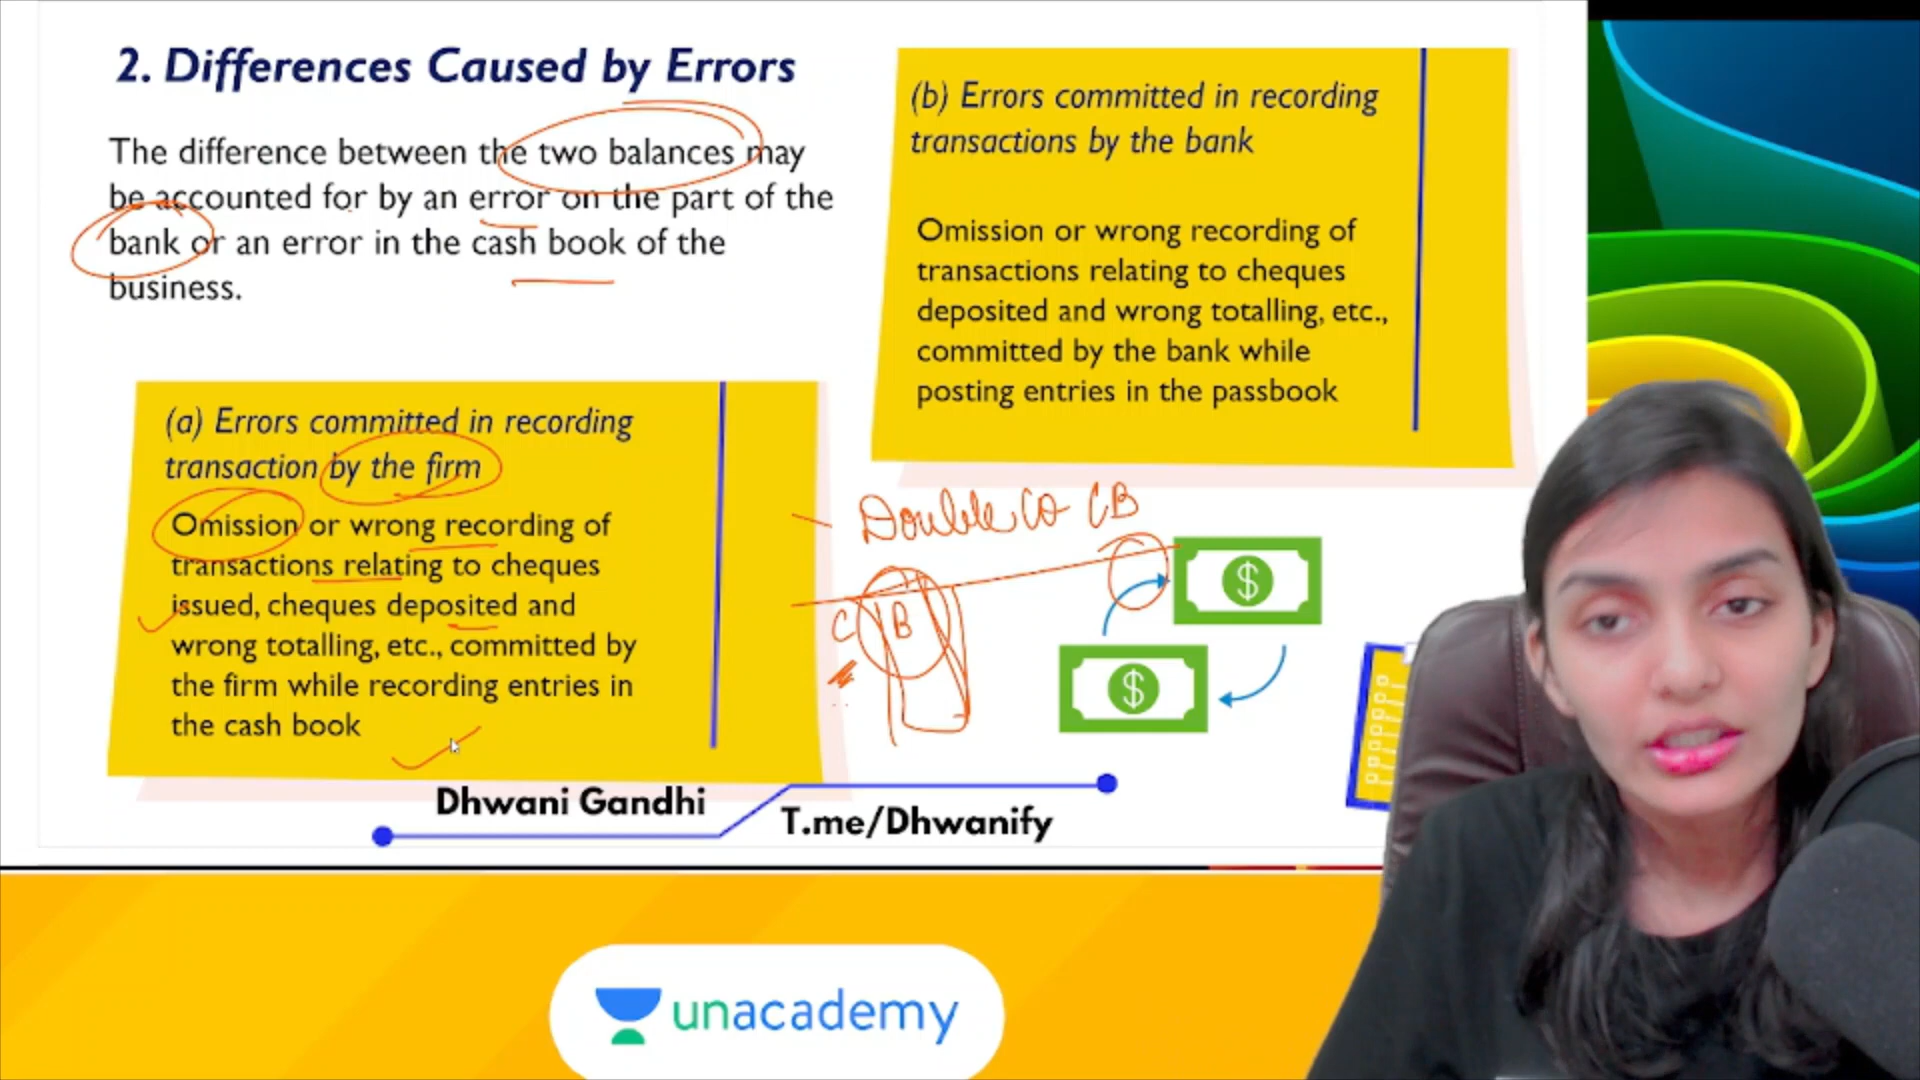 2. Differences Caused by Errors
The difference between the two balances may
be accounted for by an error on the part of the
bank or an error in the cash book of the
business.
(a) Errors committed in recording
transaction by the firm
Omission or wrong recording of
transactions relating to cheques
issued, cheques deposited and
wrong totalling, etc., committed by
the firm while recording entries in
the cash book
(b) Errors committed in recording
transactions by the bank
Omission or wrong recording of
transactions relating to cheques
deposited and wrong totalling, etc.,
committed by the bank while
posting entries in the passbook
Double Co CB
C B
$
$
Dhwani Gandhi
T.me/Dhwanify
unacademy